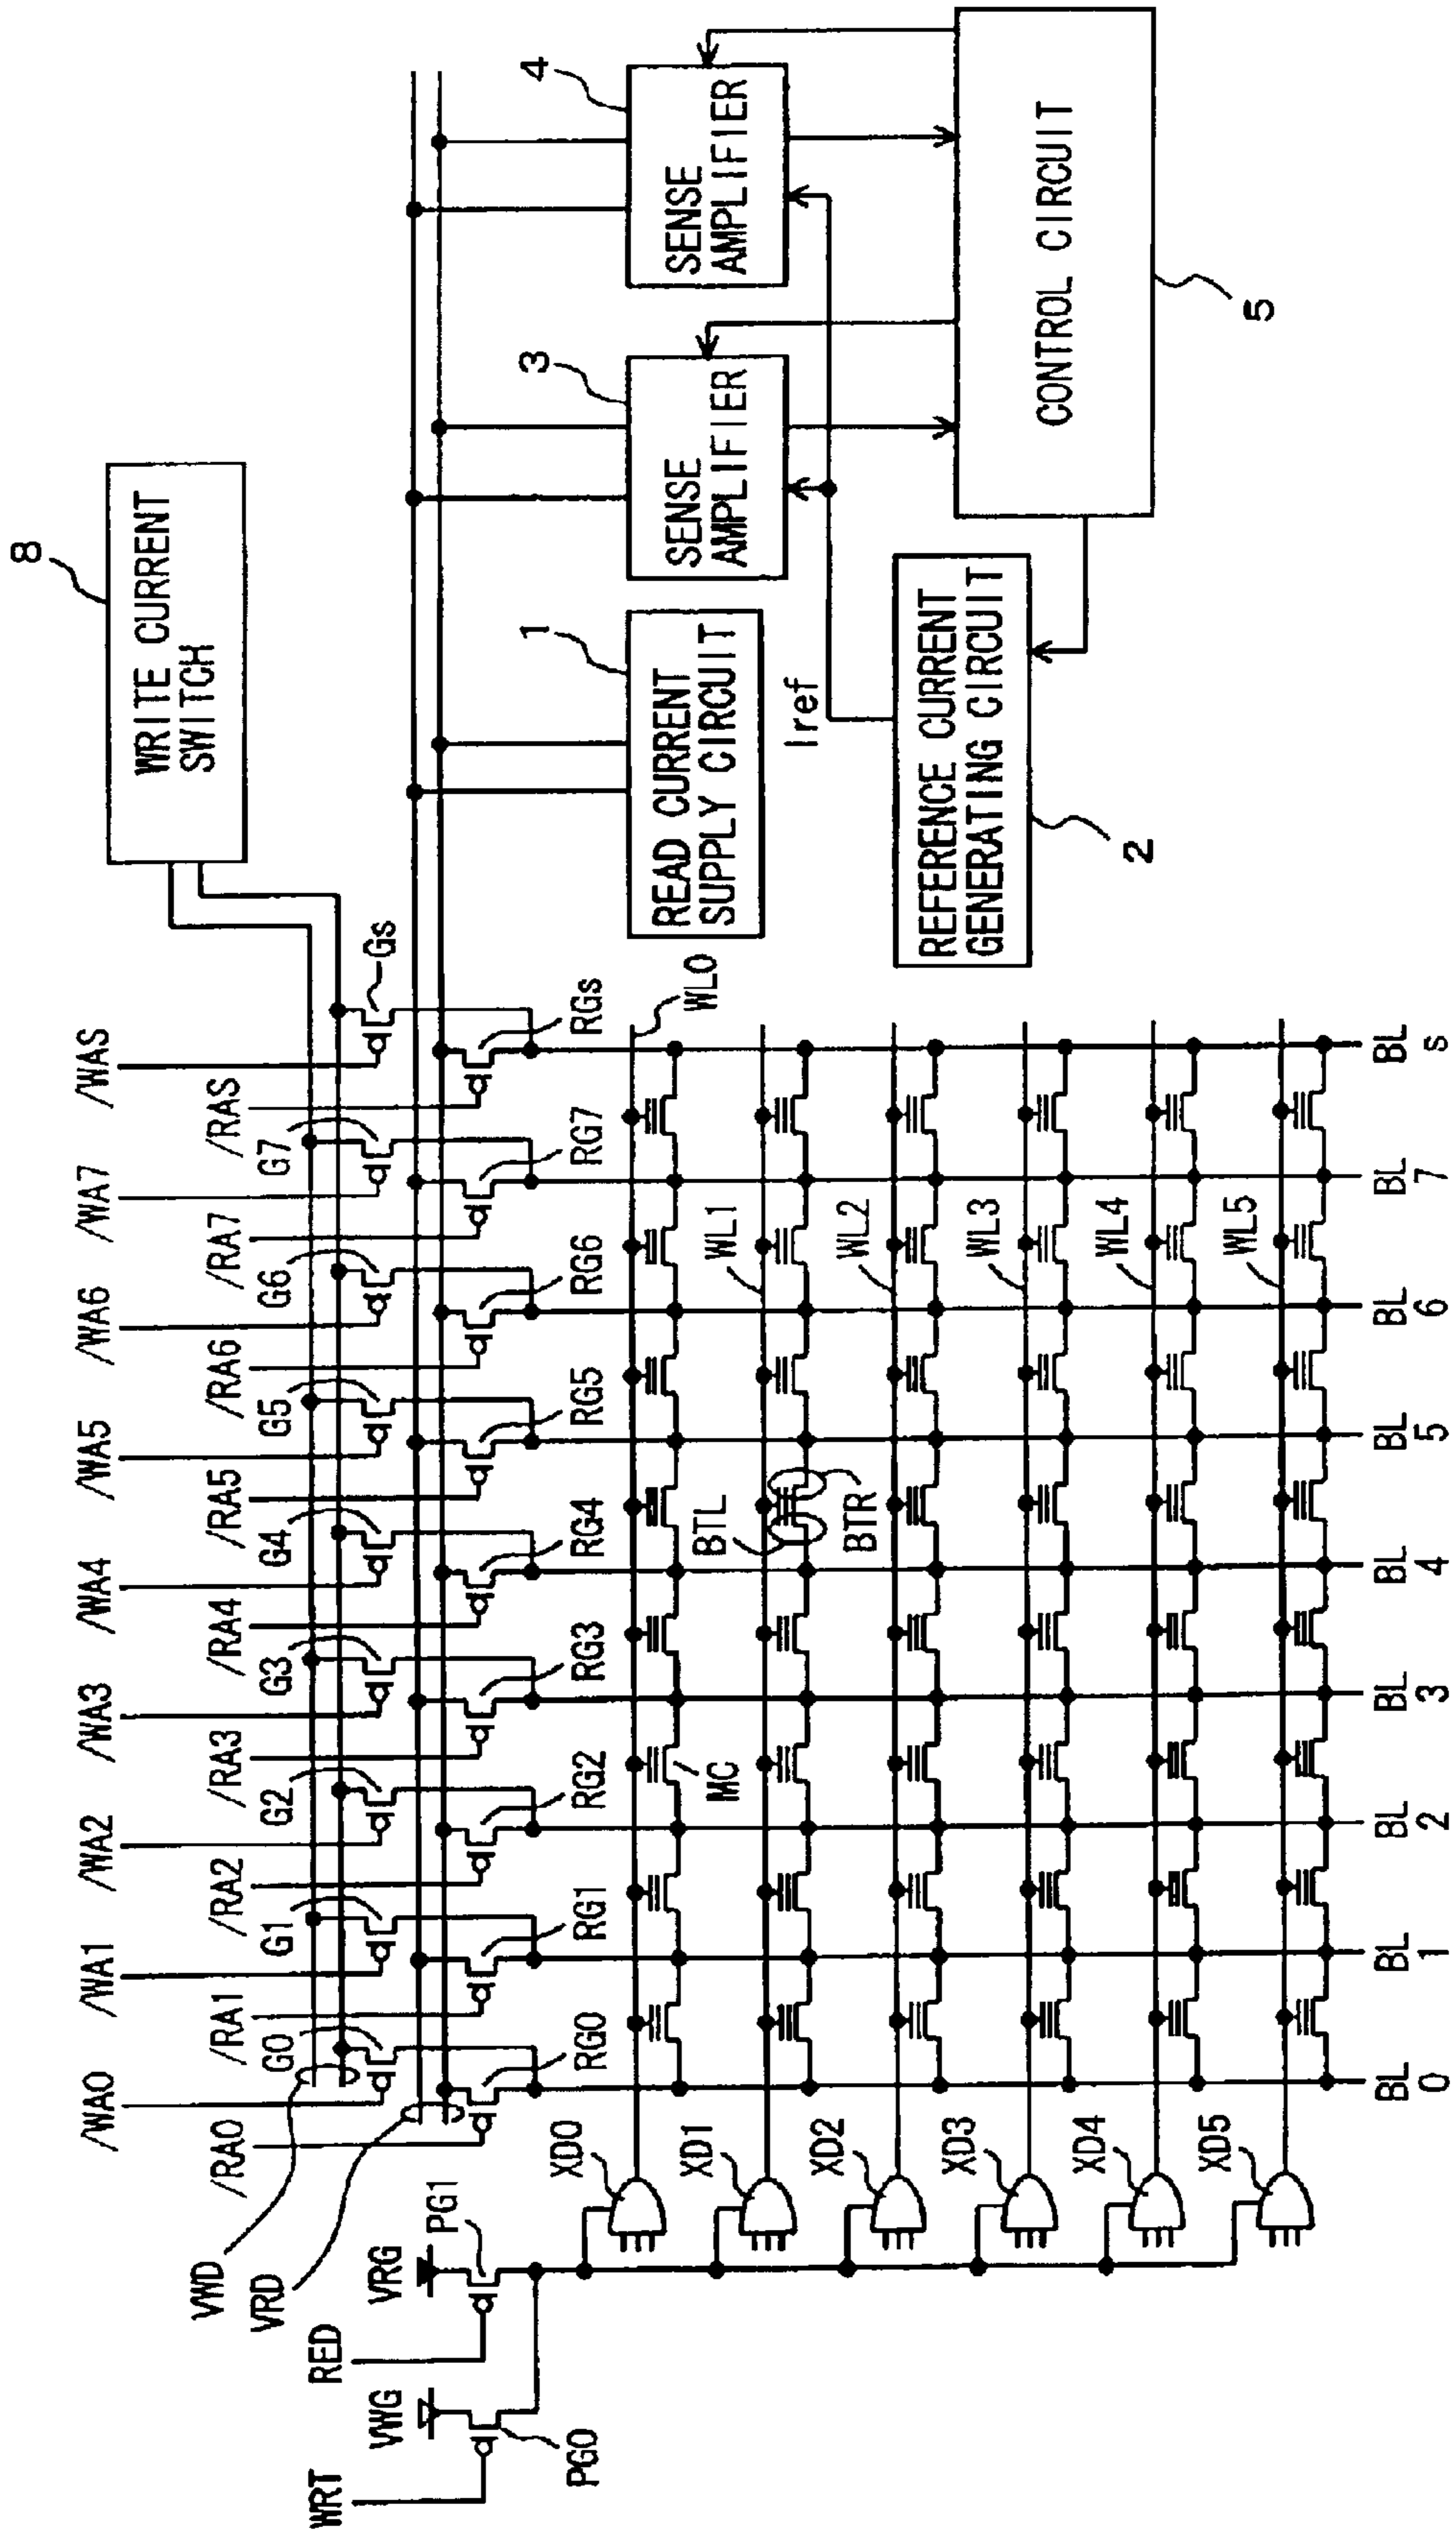 8
WRITE CURRENT
SWITCH
/WA0
/WA1
/WA2
/WA3
/WA4
/WA5
/WA6
/WA7
/WAS
/RA0
/RA1
/RA2
/RA3
/RA4
/RA5
/RA6
/RA7
/RAS
G0
G1
G2
G3
G4
G5
G6
G7
Gs
VWD
VRD
WRT
RED
VWG
VRG
PG0
PG1
RG0
RG1
RG2
RG3
RG4
RG5
RG6
RG7
RGs
1
READ CURRENT
SUPPLY CIRCUIT
3
SENSE
AMPLIFIER
4
SENSE
AMPLIFIER
Iref
REFERENCE CURRENT
GENERATING CIRCUIT
2
CONTROL CIRCUIT
5
XD0
XD1
XD2
XD3
XD4
XD5
WL0
WL1
WL2
WL3
WL4
WL5
MC
BTL
BTR
BL
0
BL
1
BL
2
BL
3
BL
4
BL
5
BL
6
BL
7
BL
s